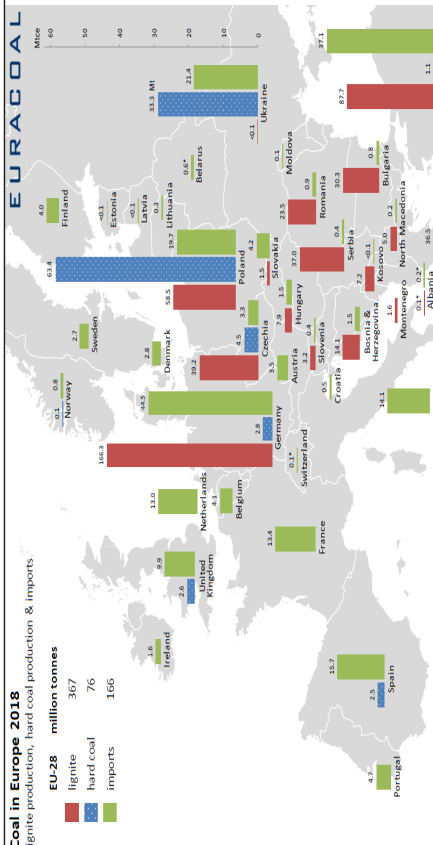 Coal in Europe 2018
lignite production, hard coal production & imports
EURACOAL
EU-28 million tonnes
lignite 367
hard coal 76
imports 166
Mtce
60
50
40
30
20
10
0
33.3 Mt
21.4
<0.1
Ukraine
4.0
Finland
<0.1
Estonia
<0.1
Latvia
0.3
Lithuania
0.6*
Belarus
0.1
Norway
0.8
2.7
Sweden
2.8
Denmark
58.5
63.4
19.7
Poland
1.6
Ireland
2.6
9.9
United
Kingdom
13.0
Netherlands
4.1
Belgium
166.3
2.8
44.5
Germany
39.2
4.5
3.3
Czechia
1.5
4.2
Slovakia
0.1
Moldova
13.4
France
0.1*
Switzerland
3.5
Austria
7.9
1.5
Hungary
23.5
0.9
Romania
3.2
0.4
Slovenia
0.5
Croatia
14.1
1.5
Bosnia &
Herzegovina
37.0
0.4
Serbia
30.3
0.8
Bulgaria
1.6
Montenegro
7.2
<0.1
Kosovo
5.0
0.2
North Macedonia
0.1*
0.2*
Albania
4.7
Portugal
2.5
15.7
Spain
14.1
36.5
87.7
1.1
37.1